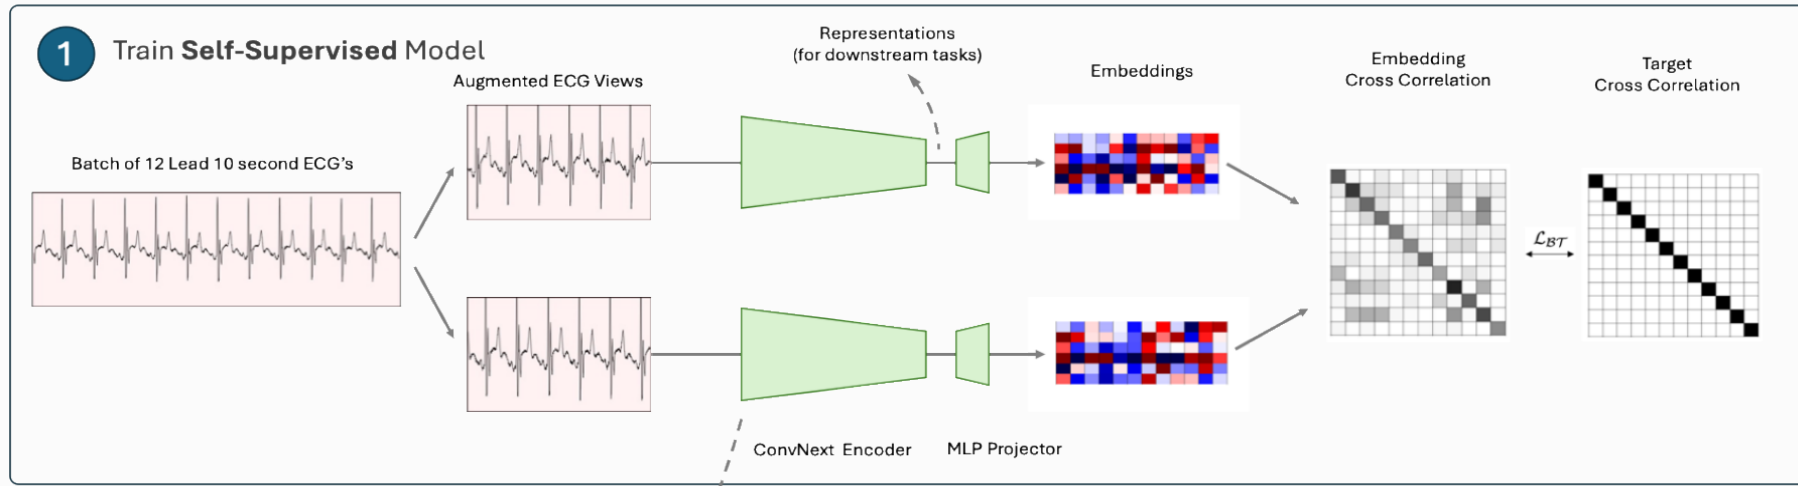 1 Train Self-Supervised Model
Batch of 12 Lead 10 second ECG's
Augmented ECG Views
Representations
(for downstream tasks)
Embeddings
Embedding
Cross Correlation
Target
Cross Correlation
ℒ_BT
ConvNext Encoder
MLP Projector